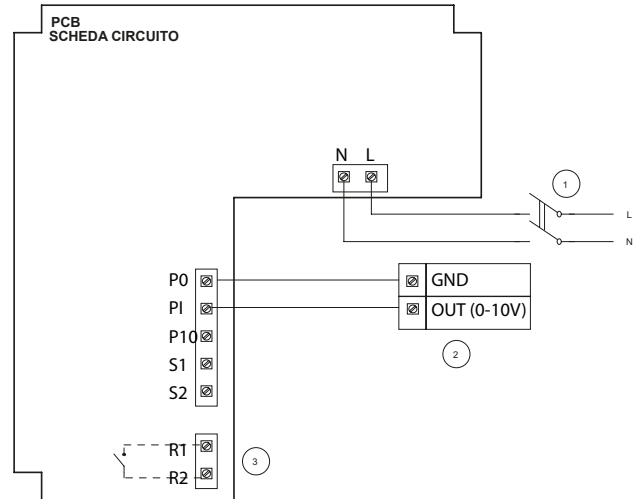 PCB
SCHEDA CIRCUITO
N L
1
L
N
P0
GND
PI
OUT (0-10V)
P10
2
S1
S2
R1
3
R2